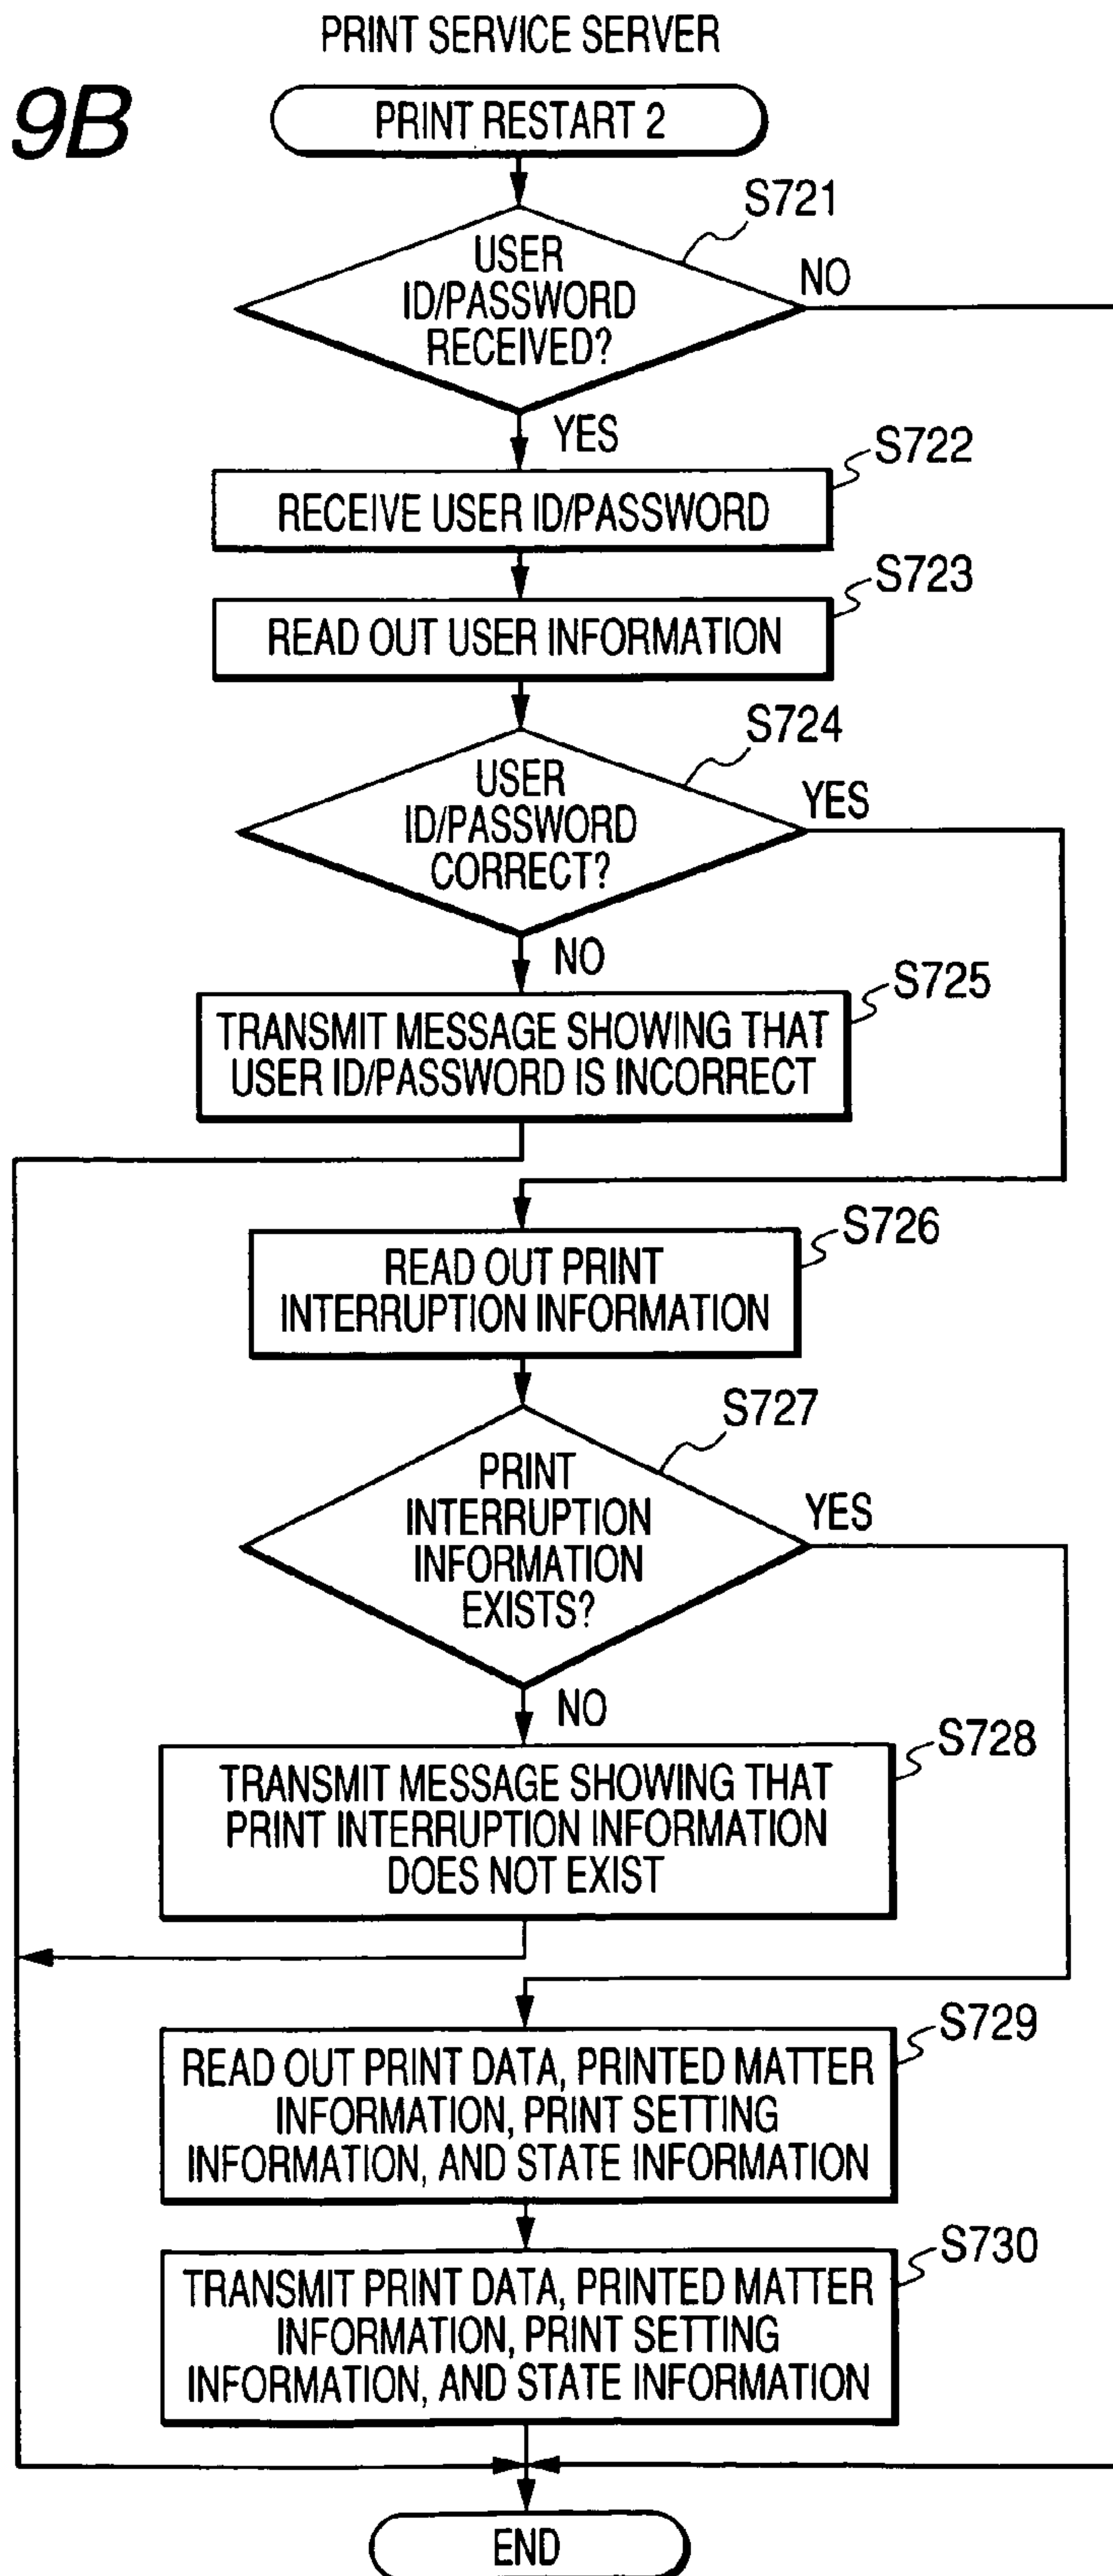 PRINT SERVICE SERVER
9B
PRINT RESTART 2
S721
USER
ID/PASSWORD
RECEIVED?
NO
YES
S722
RECEIVE USER ID/PASSWORD
S723
READ OUT USER INFORMATION
S724
USER
ID/PASSWORD
CORRECT?
YES
NO
S725
TRANSMIT MESSAGE SHOWING THAT
USER ID/PASSWORD IS INCORRECT
S726
READ OUT PRINT
INTERRUPTION INFORMATION
S727
PRINT
INTERRUPTION
INFORMATION
EXISTS?
YES
NO
S728
TRANSMIT MESSAGE SHOWING THAT
PRINT INTERRUPTION INFORMATION
DOES NOT EXIST
S729
READ OUT PRINT DATA, PRINTED MATTER
INFORMATION, PRINT SETTING
INFORMATION, AND STATE INFORMATION
S730
TRANSMIT PRINT DATA, PRINTED MATTER
INFORMATION, PRINT SETTING
INFORMATION, AND STATE INFORMATION
END